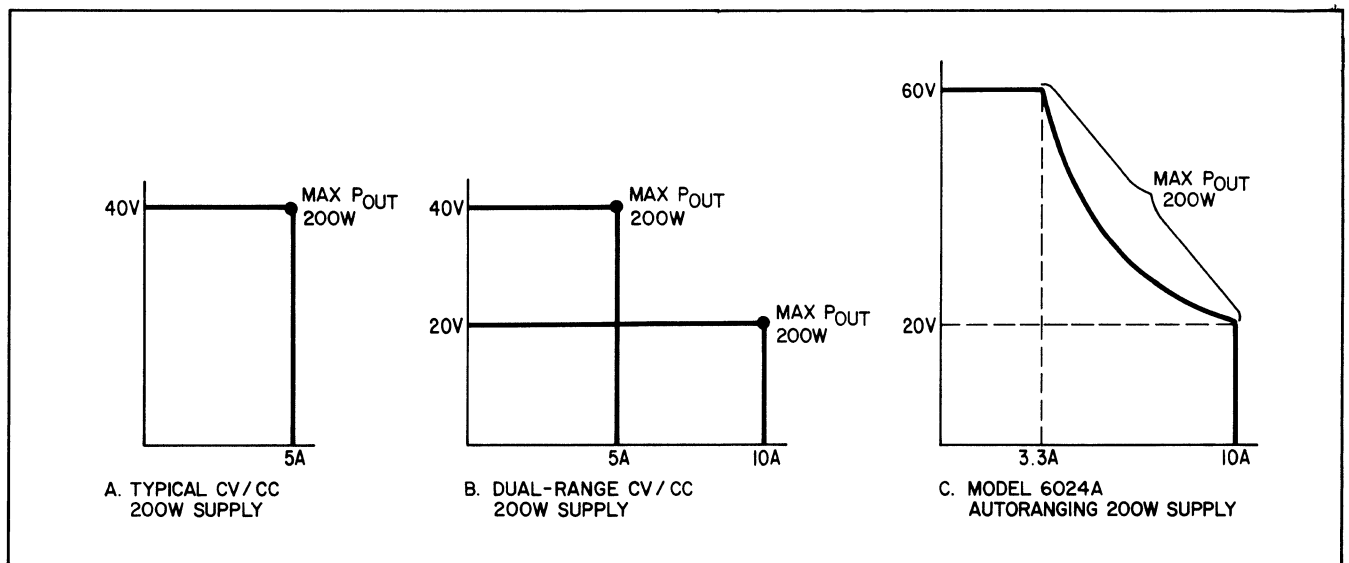 40V
MAX POUT
200W
5A
A. TYPICAL CV/CC
200W SUPPLY
40V
MAX POUT
200W
20V
MAX POUT
200W
5A
10A
B. DUAL-RANGE CV/CC
200W SUPPLY
60V
MAX POUT
200W
20V
3.3A
10A
C. MODEL 6024A
AUTORANGING 200W SUPPLY